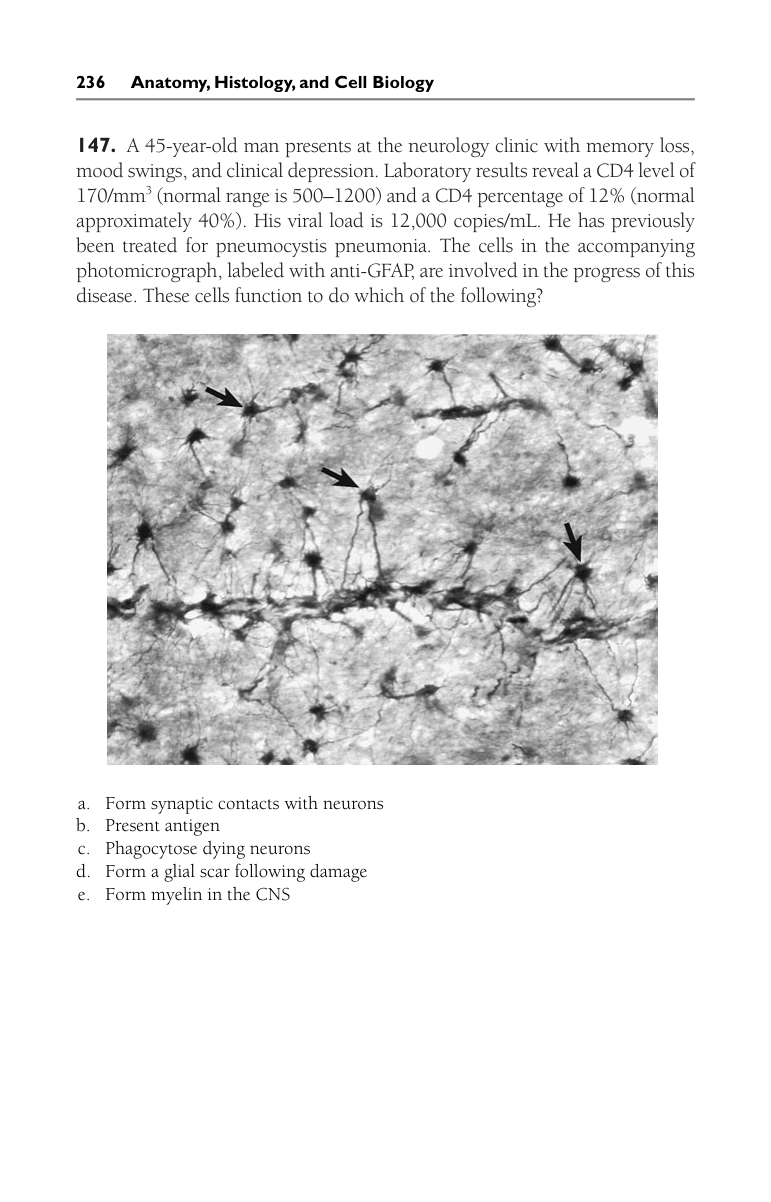 236 Anatomy, Histology, and Cell Biology
147. A 45-year-old man presents at the neurology clinic with memory loss,
mood swings, and clinical depression. Laboratory results reveal a CD4 level of
170/mm³ (normal range is 500–1200) and a CD4 percentage of 12% (normal
approximately 40%). His viral load is 12,000 copies/mL. He has previously
been treated for pneumocystis pneumonia. The cells in the accompanying
photomicrograph, labeled with anti-GFAP, are involved in the progress of this
disease. These cells function to do which of the following?
a. Form synaptic contacts with neurons
b. Present antigen
c. Phagocytose dying neurons
d. Form a glial scar following damage
e. Form myelin in the CNS